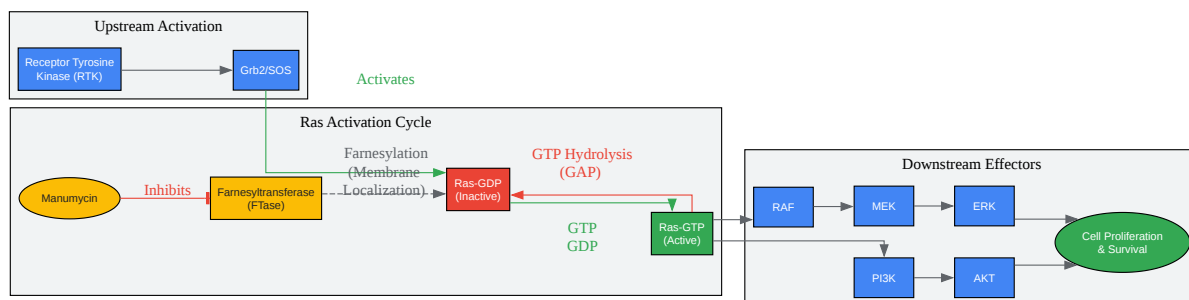 Upstream Activation
Receptor Tyrosine
Kinase (RTK)
Grb2/SOS
Activates
Ras Activation Cycle
Manumycin
Inhibits
Farnesyltransferase
(FTase)
Farnesylation
(Membrane
Localization)
Ras-GDP
(Inactive)
GTP Hydrolysis
(GAP)
GTP
GDP
Ras-GTP
(Active)
Downstream Effectors
RAF
MEK
ERK
PI3K
AKT
Cell Proliferation
& Survival